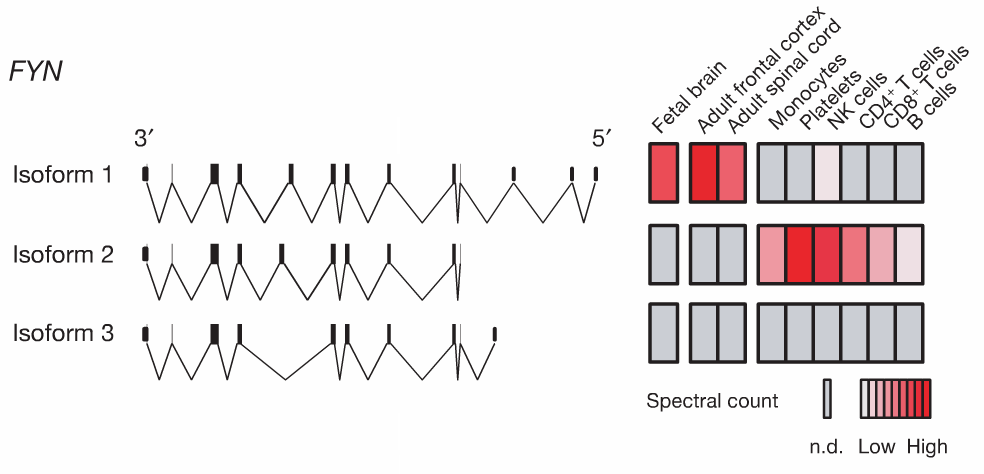 FYN
3′
5′
Isoform 1
Isoform 2
Isoform 3
Fetal brain
Adult frontal cortex
Adult spinal cord
Monocytes
Platelets
NK cells
CD4⁺ T cells
CD8⁺ T cells
B cells
Spectral count
n.d. Low High